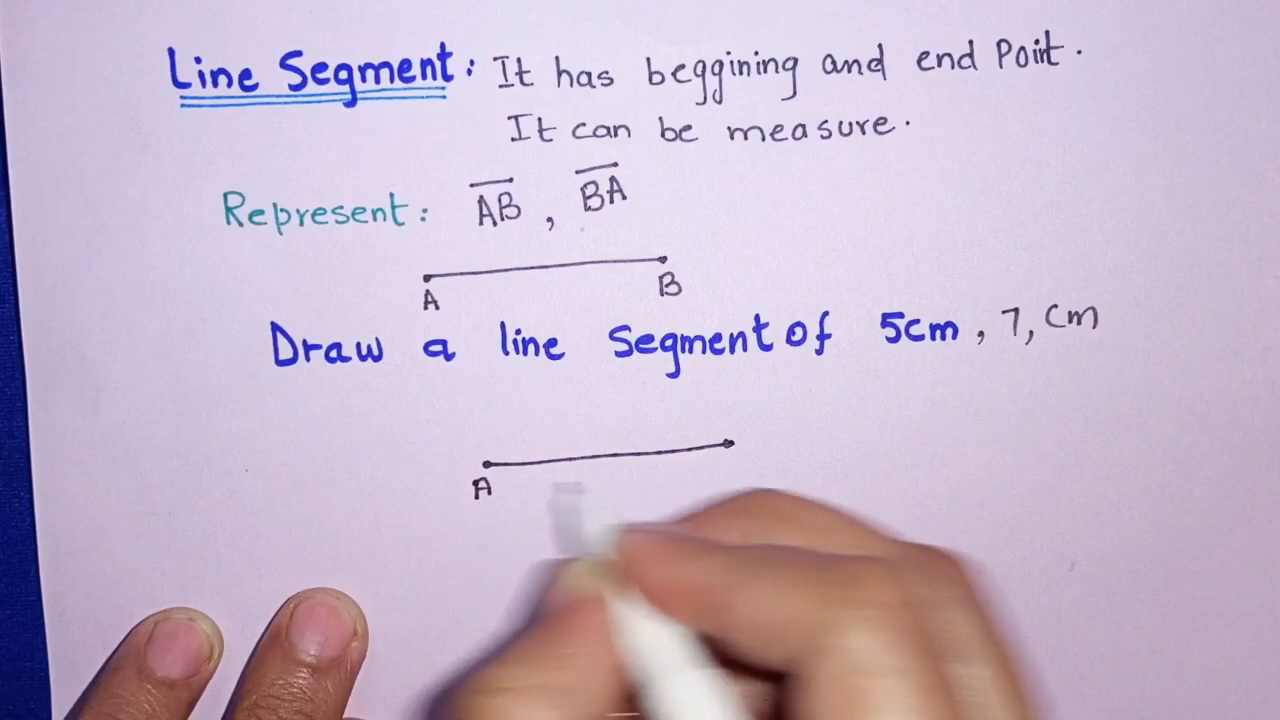 Line Segment: It has beggining and end Point.
It can be measure.
Represent: AB, BA
A B
Draw a line segment of 5cm, 7, cm
A